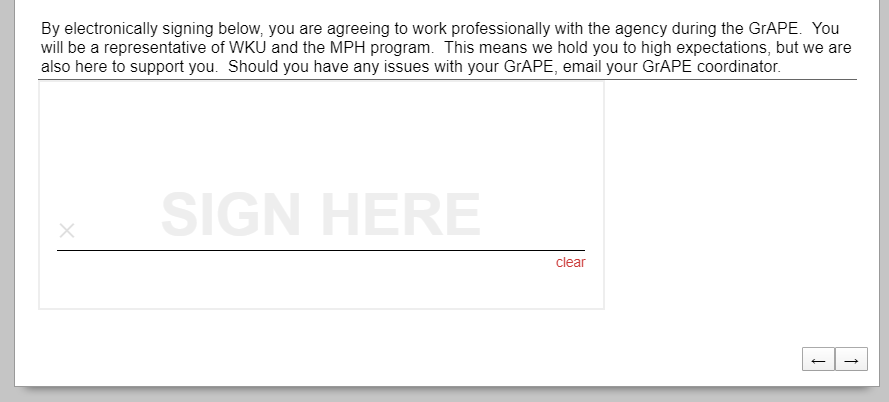 By electronically signing below, you are agreeing to work professionally with the agency during the GrAPE.  You
will be a representative of WKU and the MPH program.  This means we hold you to high expectations, but we are
also here to support you.  Should you have any issues with your GrAPE, email your GrAPE coordinator.
× SIGN HERE
clear
← →